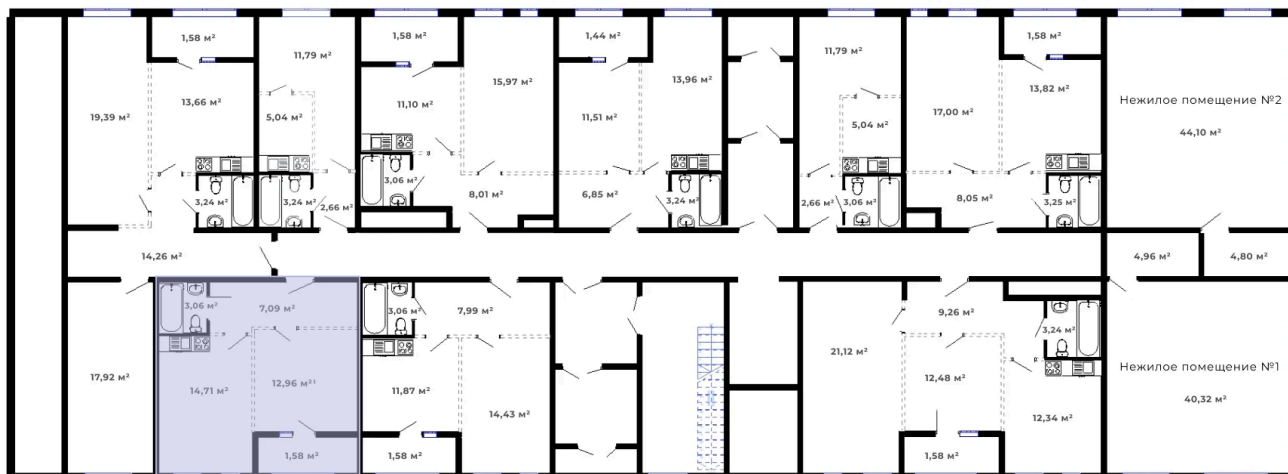 1,58 м²
11,79 м²
1,58 м²
15,97 м²
1,44 м²
13,96 м²
11,79 м²
1,58 м²
19,39 м²
13,66 м²
5,04 м²
11,10 м²
11,51 м²
5,04 м²
17,00 м²
13,82 м²
Нежилое помещение №2
44,10 м²
3,24 м²
3,24 м²
2,66 м²
3,06 м²
8,01 м²
6,85 м²
3,24 м²
2,66 м²
3,06 м²
8,05 м²
3,25 м²
14,26 м²
4,96 м²
4,80 м²
3,06 м²
7,09 м²
3,06 м²
7,99 м²
9,26 м²
3,24 м²
17,92 м²
14,71 м²
12,96 м²
11,87 м²
14,43 м²
21,12 м²
12,48 м²
12,34 м²
Нежилое помещение №1
40,32 м²
1,58 м²
1,58 м²
1,58 м²